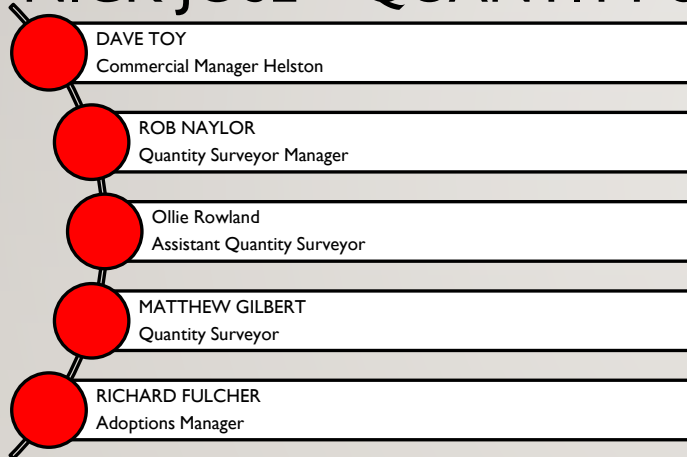 DAVE TOY
Commercial Manager Helston
ROB NAYLOR
Quantity Surveyor Manager
Ollie Rowland
Assistant Quantity Surveyor
MATTHEW GILBERT
Quantity Surveyor
RICHARD FULCHER
Adoptions Manager